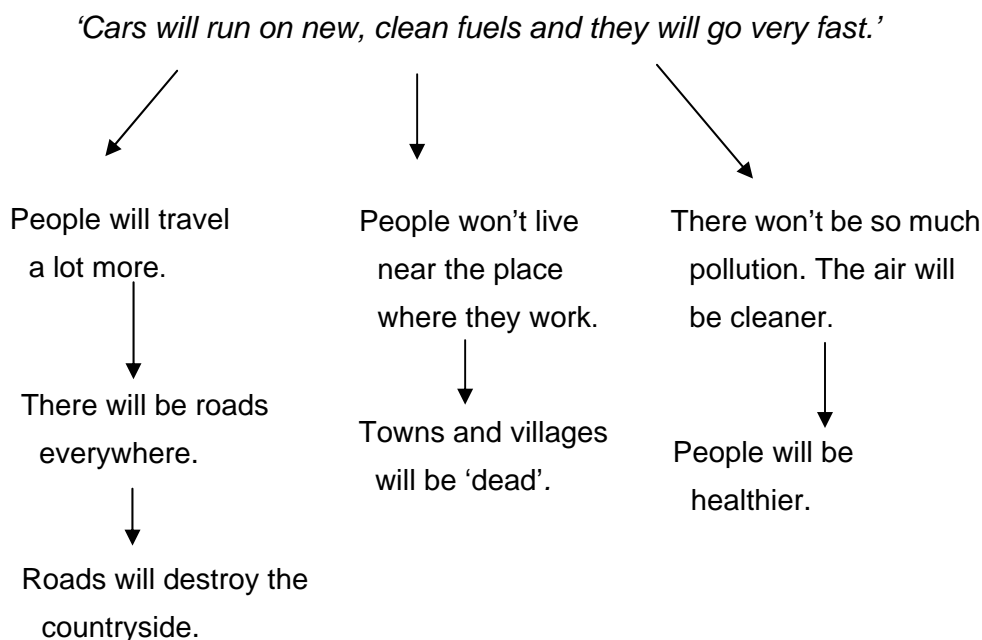 ‘Cars will run on new, clean fuels and they will go very fast.’
People will travel
a lot more.
There will be roads
everywhere.
Roads will destroy the
countryside.
People won’t live
near the place
where they work.
Towns and villages
will be ‘dead’.
There won’t be so much
pollution. The air will
be cleaner.
People will be
healthier.